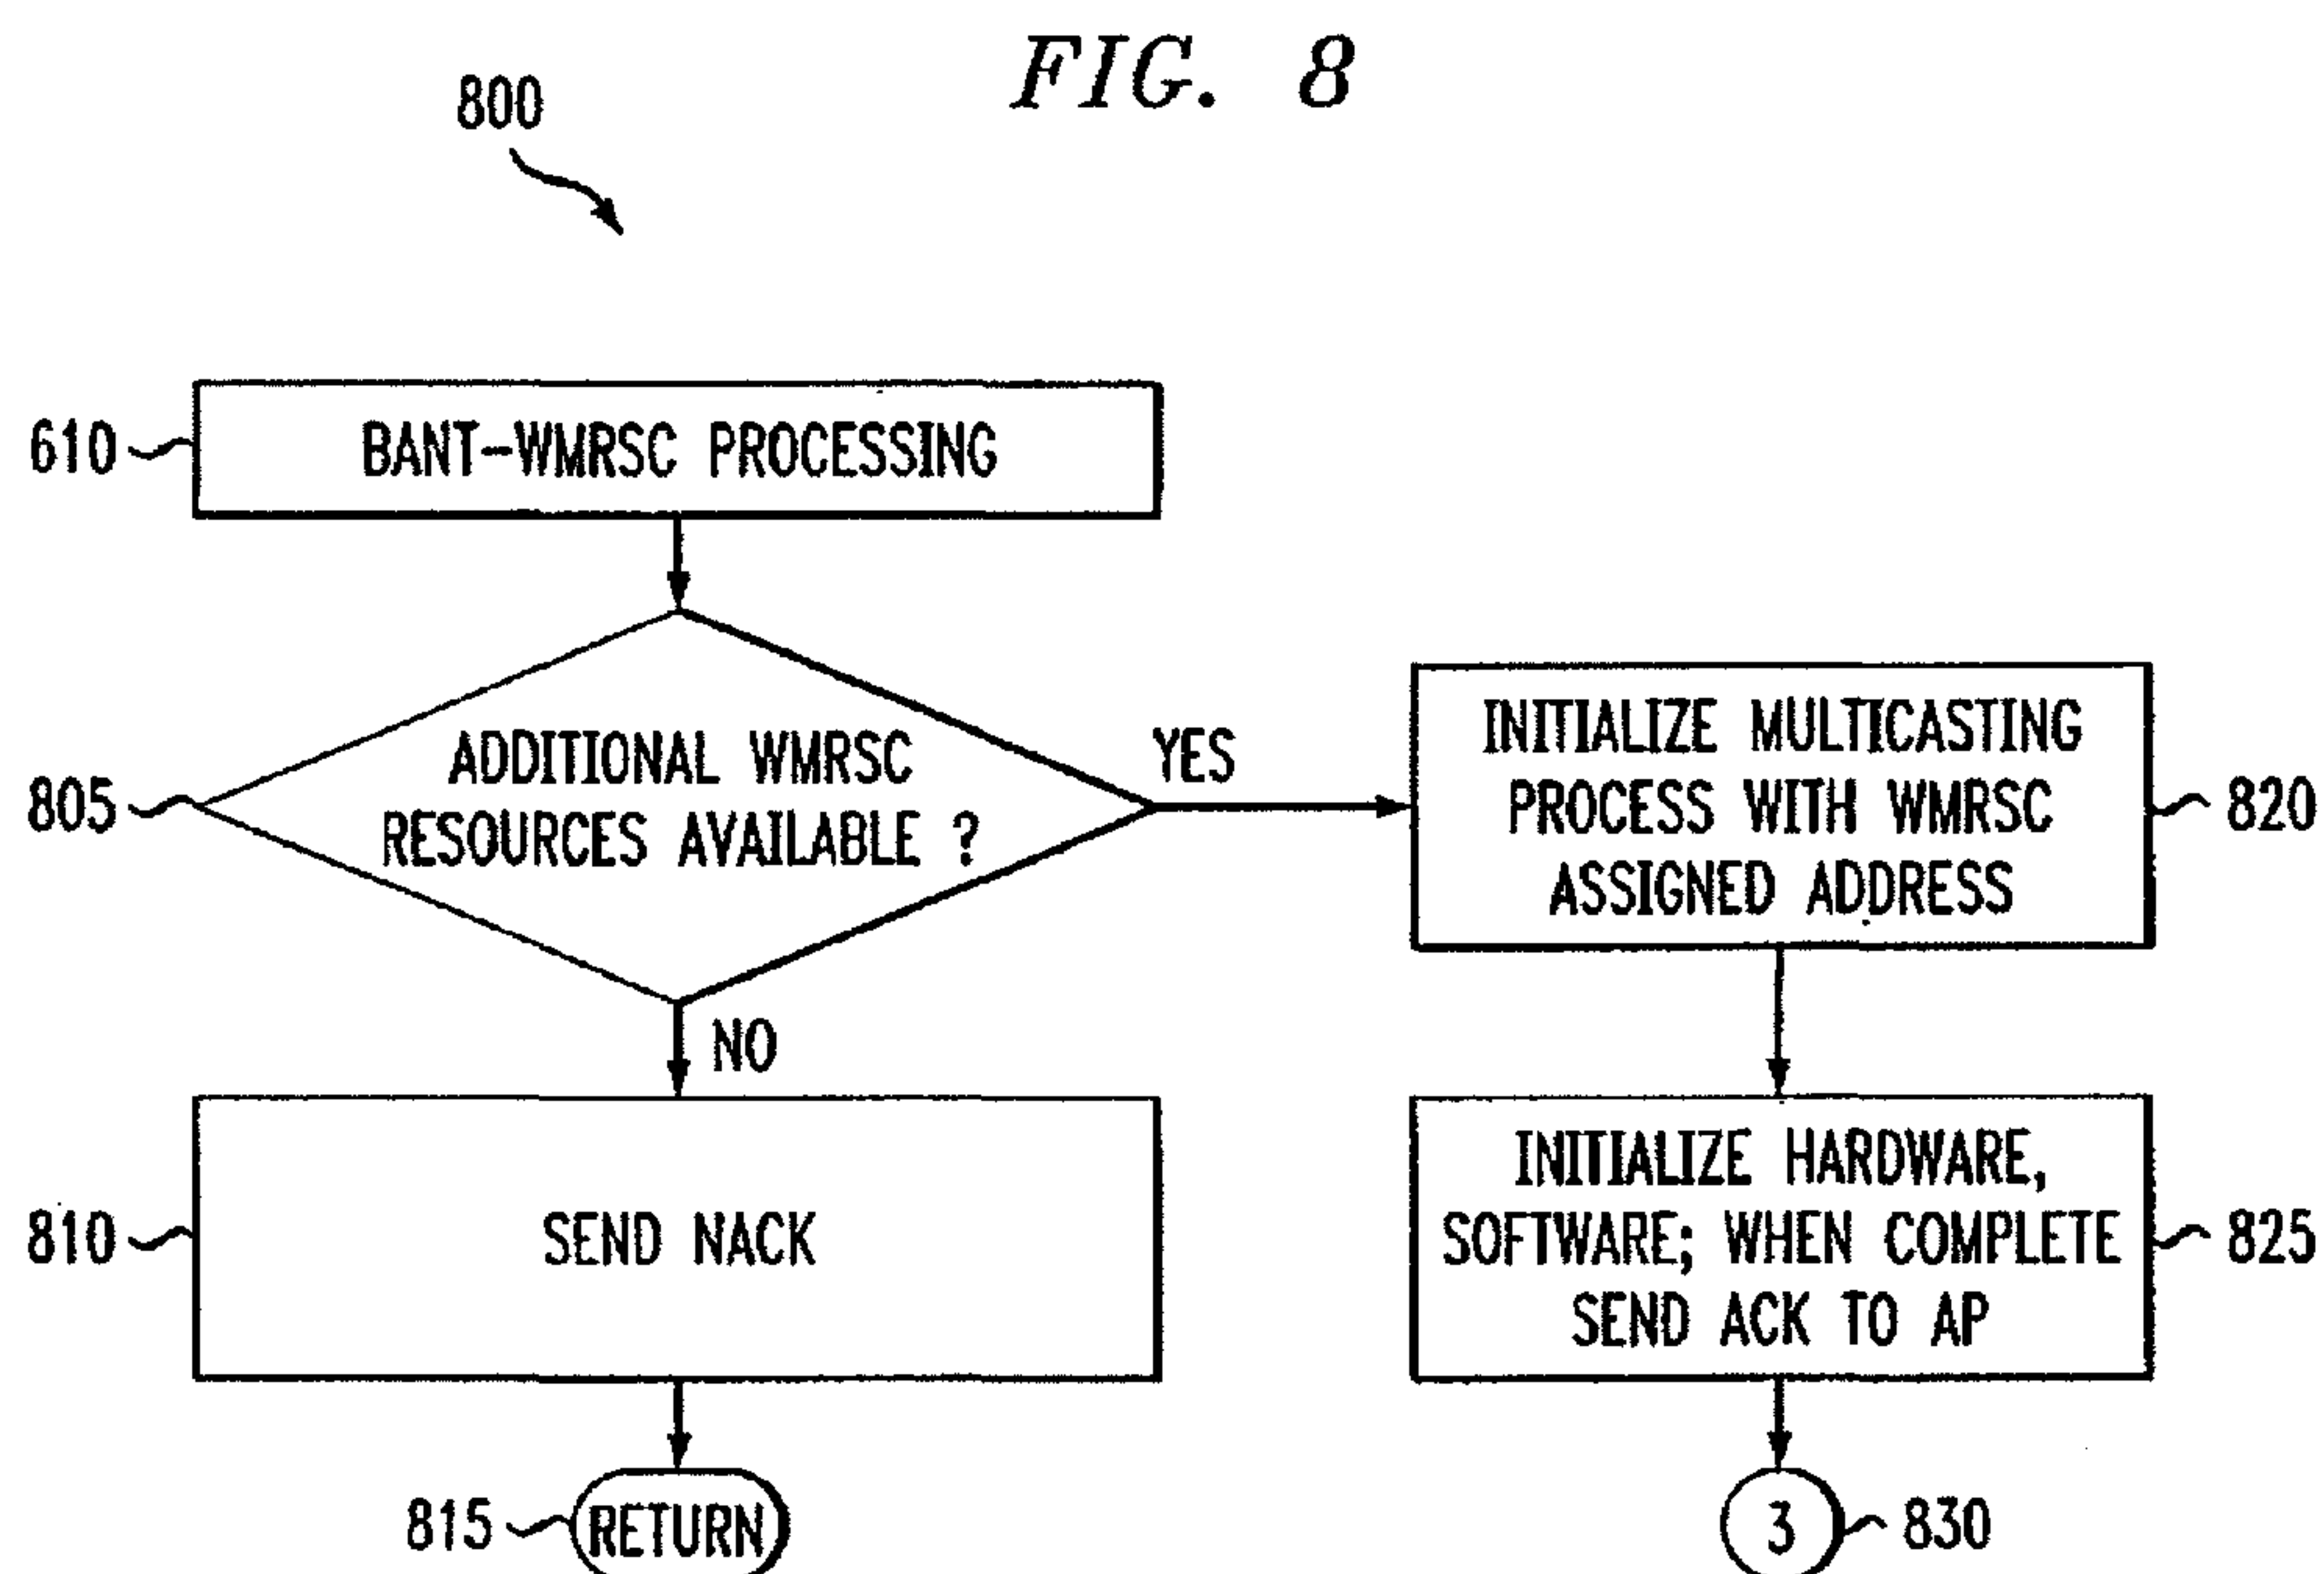 FIG. 8
800
610
BANT-WMRSC PROCESSING
805
ADDITIONAL WMRSC
RESOURCES AVAILABLE ?
YES
NO
INITIALIZE MULTICASTING
PROCESS WITH WMRSC
ASSIGNED ADDRESS
820
810
SEND NACK
INITIALIZE HARDWARE,
SOFTWARE; WHEN COMPLETE
SEND ACK TO AP
825
815
RETURN
3
830